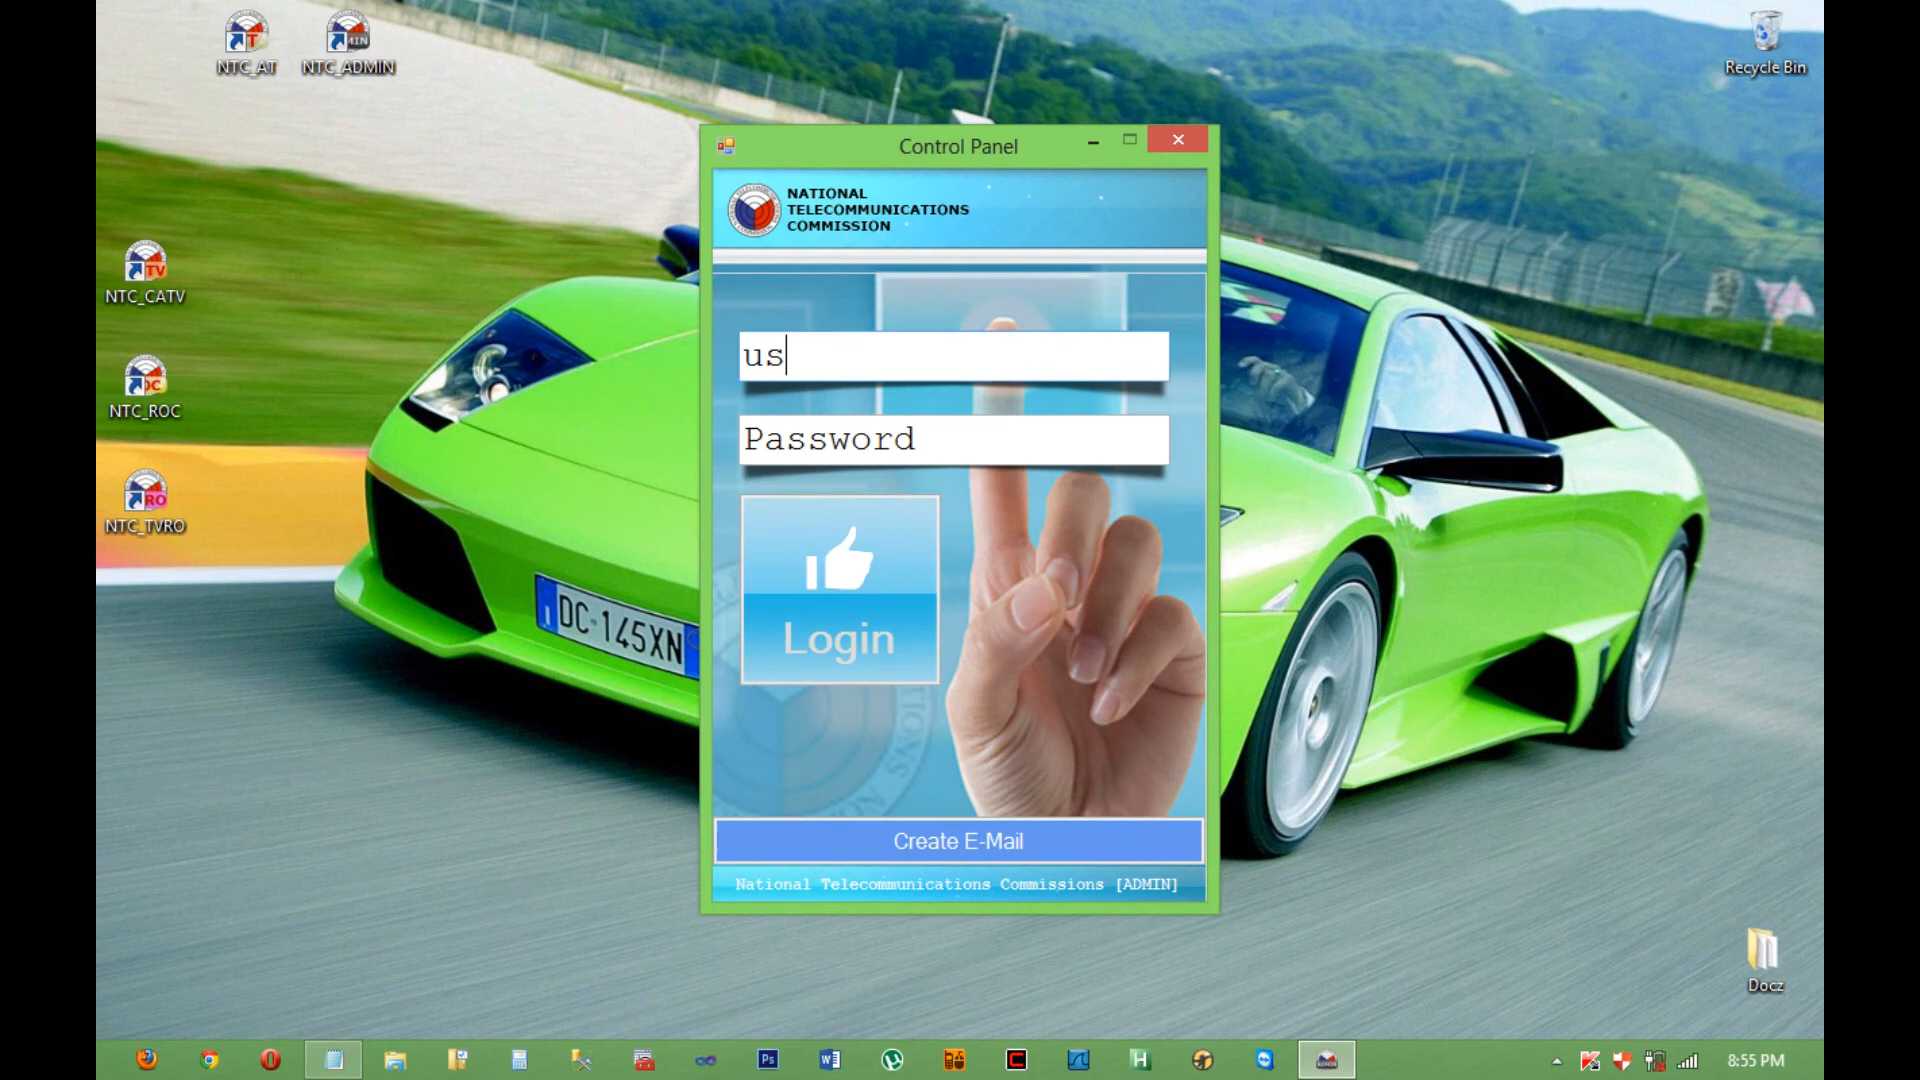 NTC_AT
NTC_ADMIN
Recycle Bin
NTC_CATV
NTC_ROC
NTC_TVRO
Control Panel
NATIONAL
TELECOMMUNICATIONS
COMMISSION
us
Password
Login
DC·145XN
Create E-Mail
National Telecommunications Commissions [ADMIN]
Docz
Ps
W
H
8:55 PM